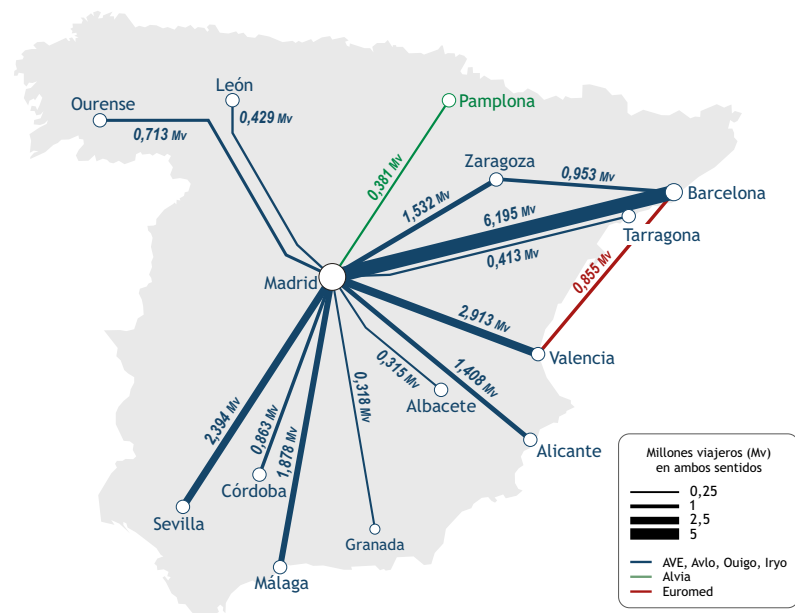 León
Ourense
0,429 Mv
0,713 Mv
Pamplona
0,381 Mv
Zaragoza
0,953 Mv
Barcelona
1,532 Mv
6,195 Mv
Tarragona
0,413 Mv
Madrid
0,855 Mv
2,913 Mv
Valencia
0,315 Mv
1,408 Mv
Albacete
0,318 Mv
2,394 Mv
0,863 Mv
1,878 Mv
Alicante
Córdoba
Sevilla
Granada
Málaga
Millones viajeros (Mv)
en ambos sentidos
0,25
1
2,5
5
AVE, Avlo, Ouigo, Iryo
Alvia
Euromed